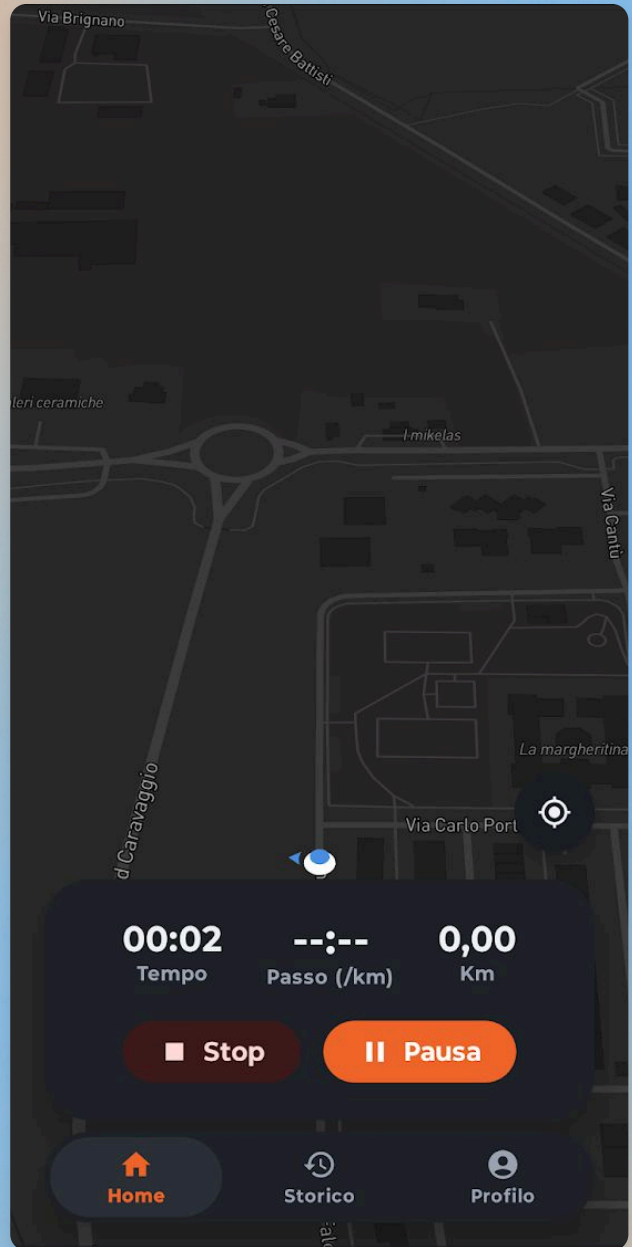 Via Brignano
Cesare Battisti
leri ceramiche
I mikelas
Via Cantù
La margheritina
d Caravaggio
Via Carlo Port
00:02
--:--
0,00
Tempo
Passo (/km)
Km
Stop
Pausa
Home
Storico
Profilo